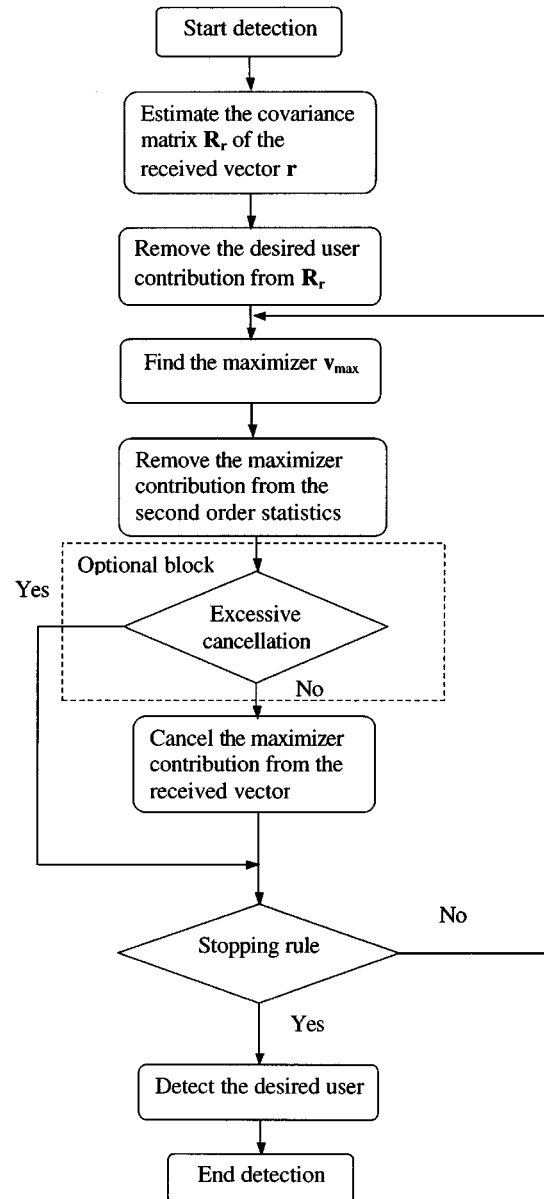 Start detection
Estimate the covariance
matrix Rr of the
received vector r
Remove the desired user
contribution from Rr
Find the maximizer vmax
Remove the maximizer
contribution from the
second order statistics
Optional block
Yes
Excessive
cancellation
No
Cancel the maximizer
contribution from the
received vector
No
Stopping rule
Yes
Detect the desired user
End detection